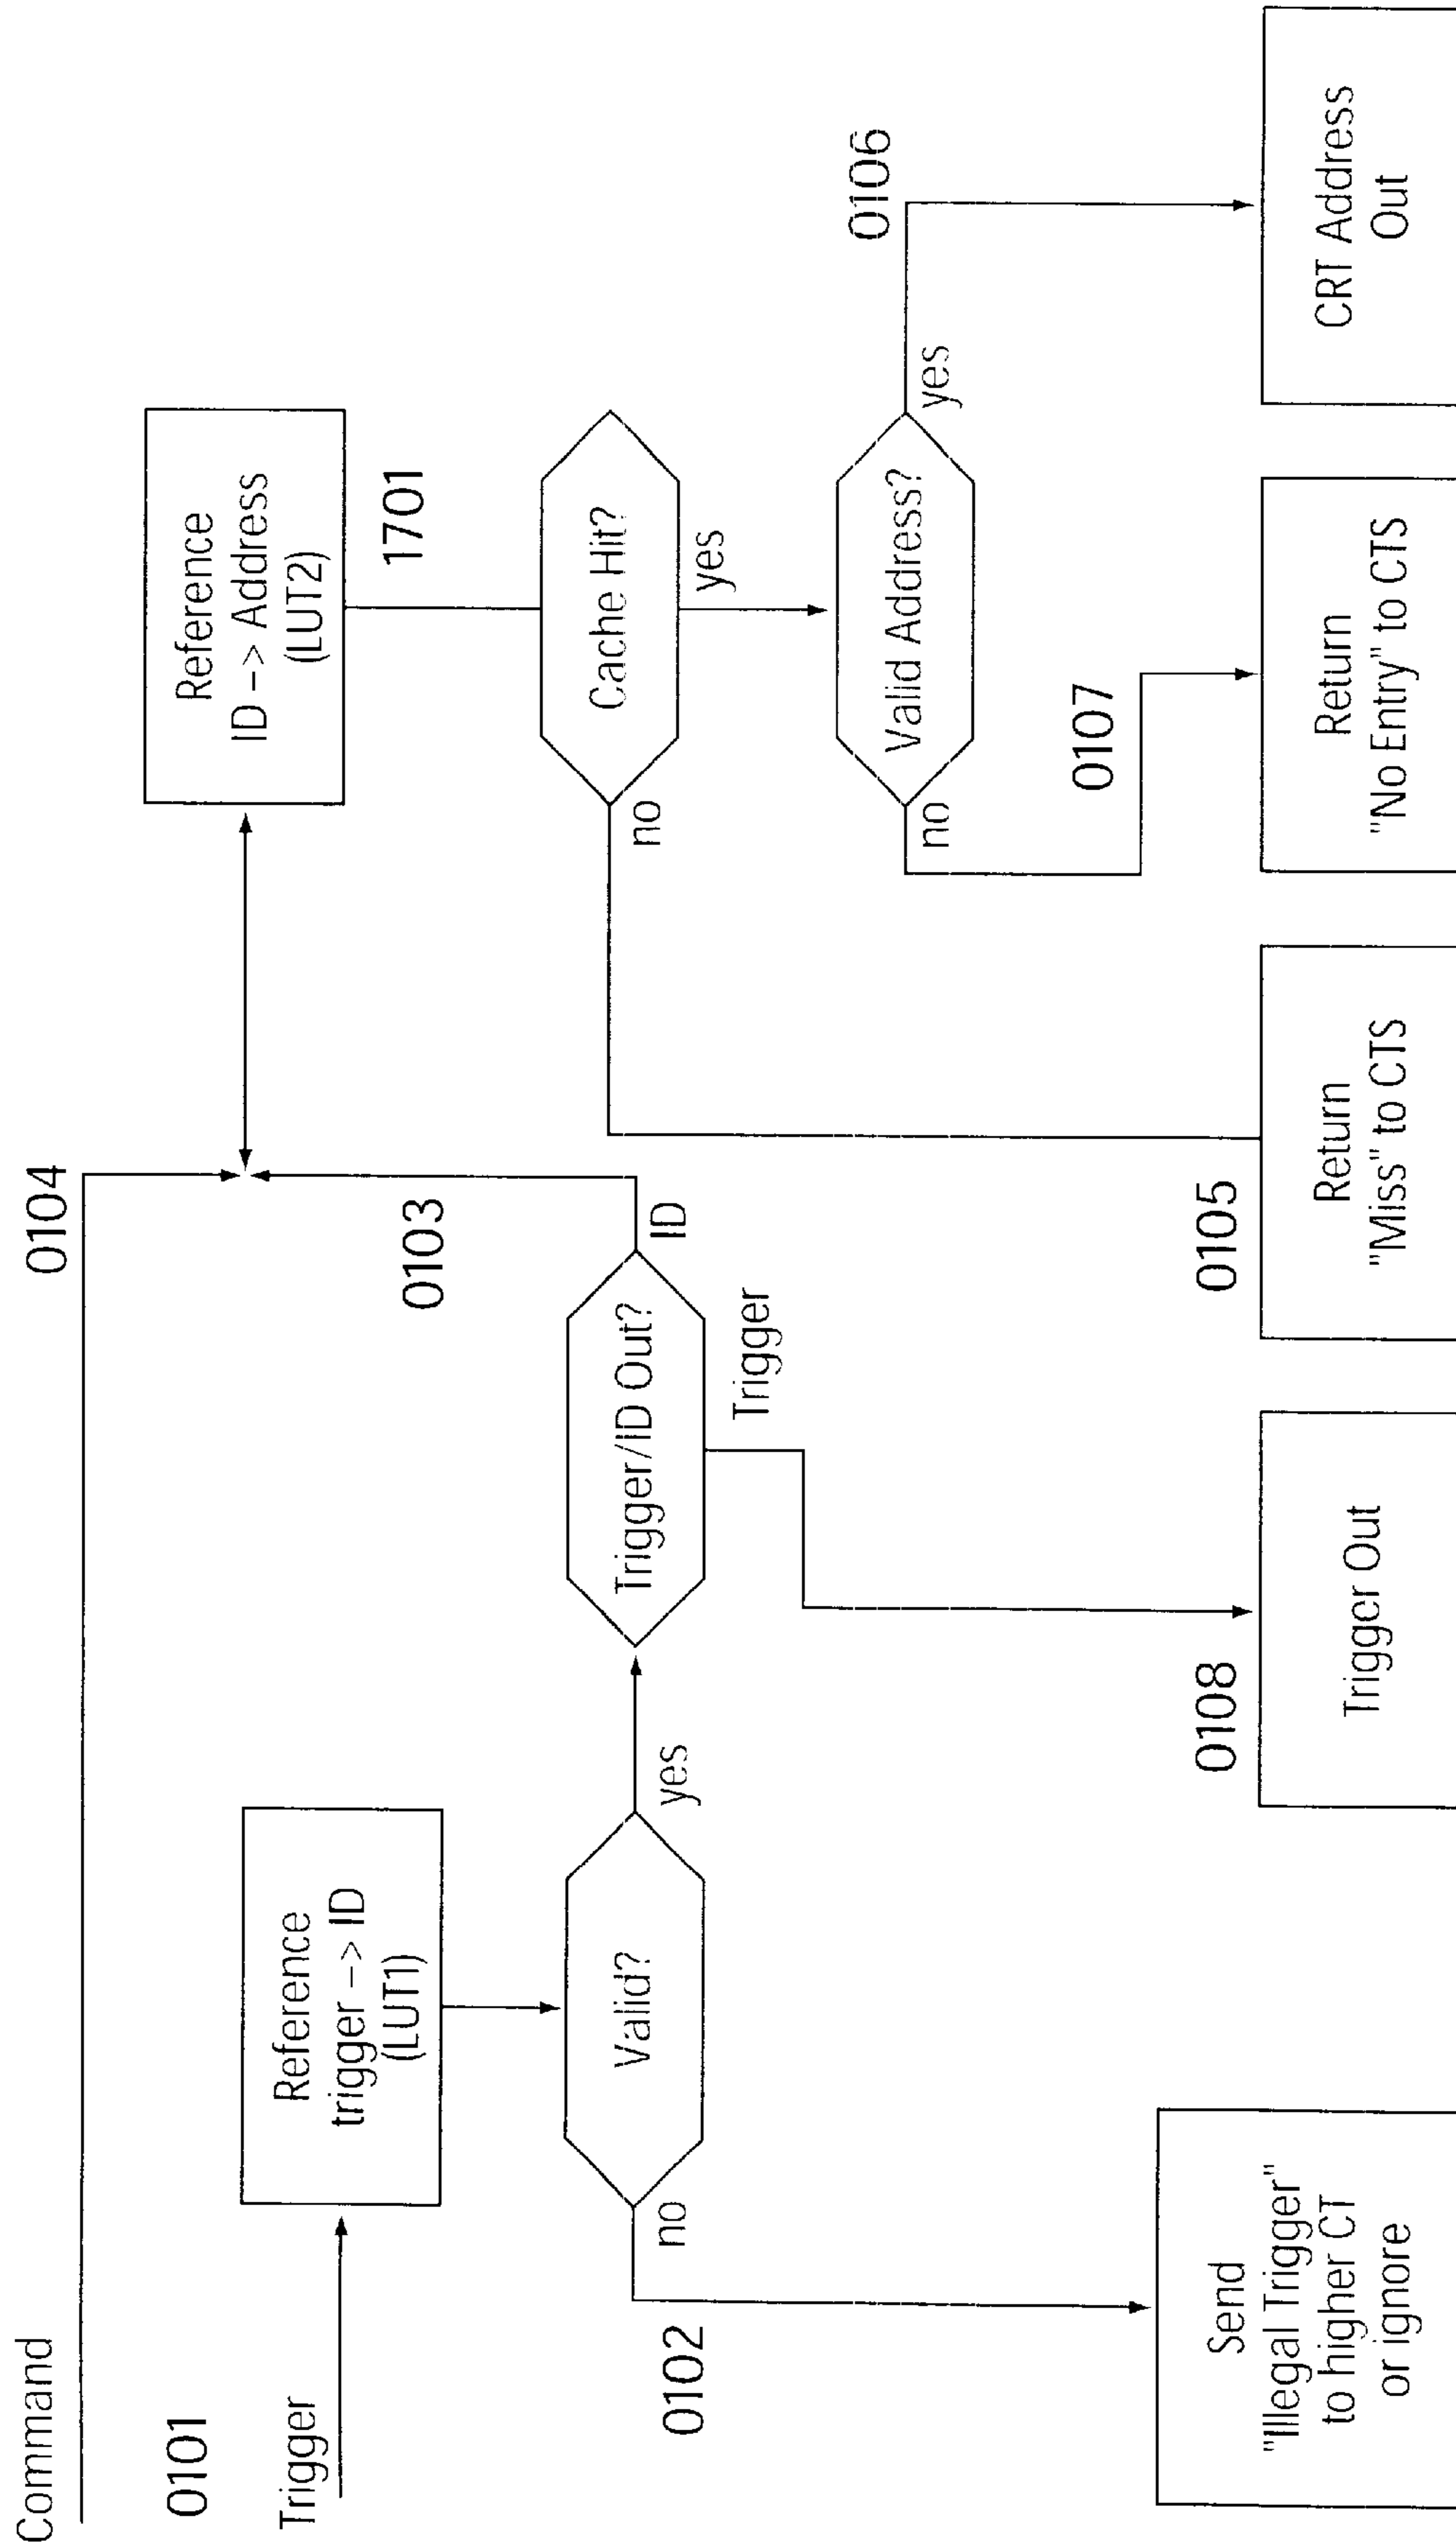 Command
0104
0101
Trigger
Reference
trigger -> ID
(LUT1)
Reference
ID -> Address
(LUT2)
0103
1701
Valid?
yes
no
0102
Trigger/ID Out?
ID
Trigger
Cache Hit?
no
yes
Valid Address?
yes
no
0106
0107
0108
0105
Send
"Illegal Trigger"
to higher CT
or ignore
Trigger Out
Return
"Miss" to CTS
Return
"No Entry" to CTS
CRT Address
Out